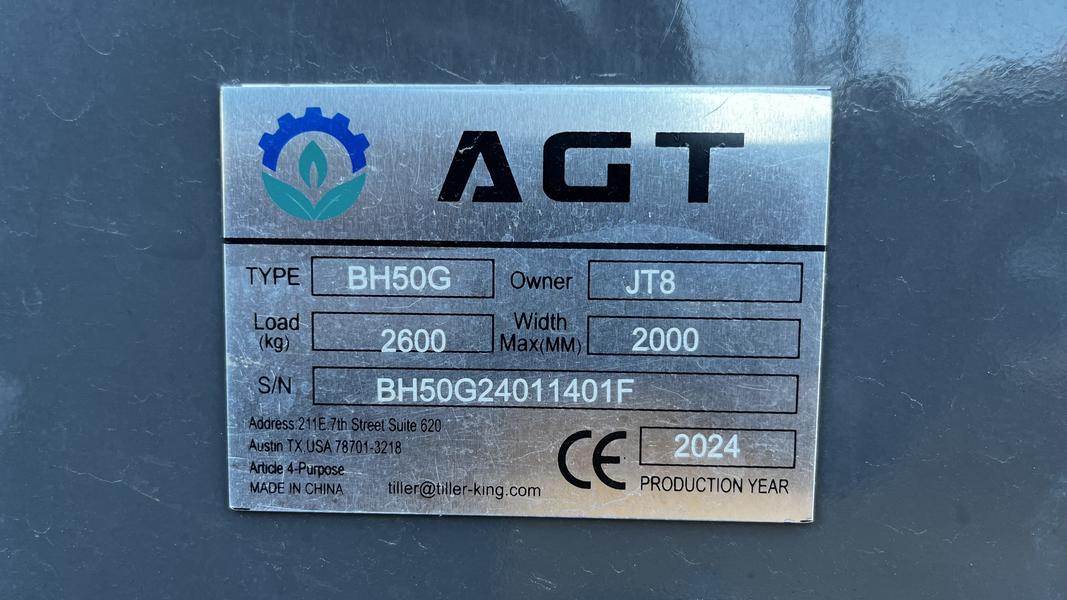 AGT
TYPE BH50G Owner JT8
Load (kg) 2600 Width Max(MM) 2000
S/N BH50G24011401F
Address:211E.7th Street Suite 620
Austin TX.USA 78701-3218
Article 4-Purpose
MADE IN CHINA tiller@tiller-king.com
CE 2024
PRODUCTION YEAR